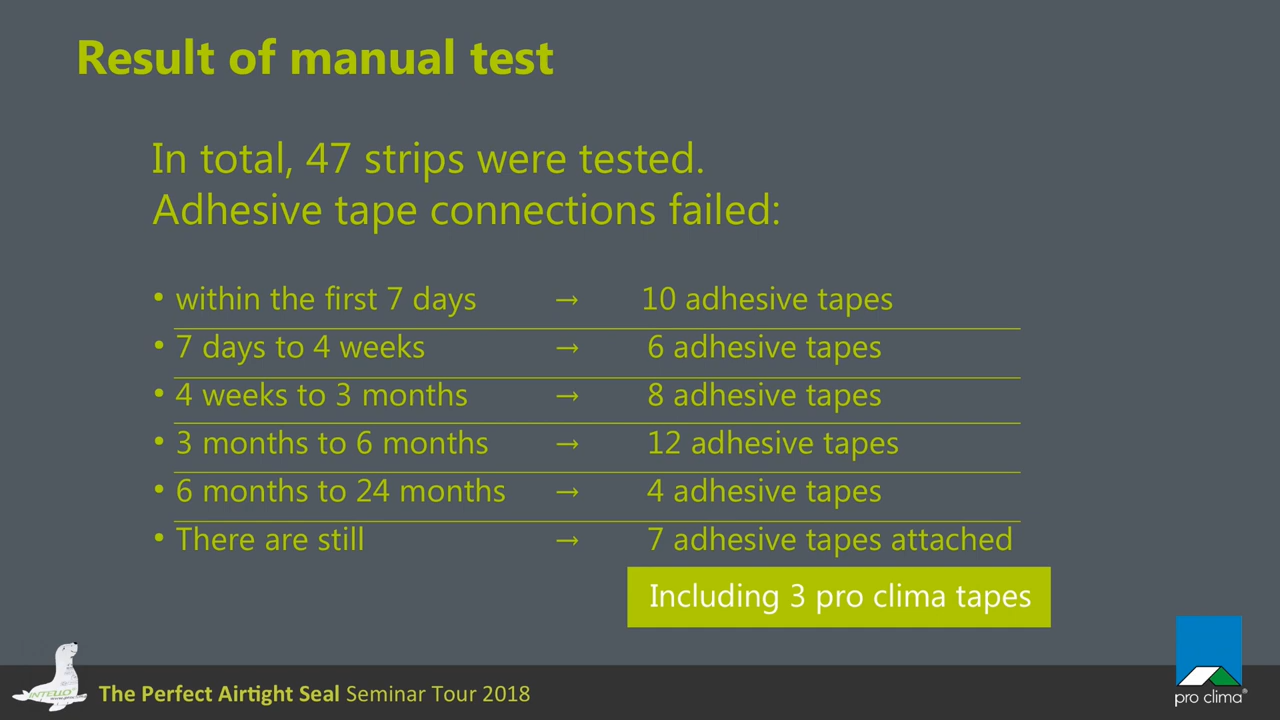 Result of manual test
In total, 47 strips were tested.
Adhesive tape connections failed:
• within the first 7 days → 10 adhesive tapes
• 7 days to 4 weeks → 6 adhesive tapes
• 4 weeks to 3 months → 8 adhesive tapes
• 3 months to 6 months → 12 adhesive tapes
• 6 months to 24 months → 4 adhesive tapes
• There are still → 7 adhesive tapes attached
Including 3 pro clima tapes
INTELLO
The Perfect Airtight Seal Seminar Tour 2018
pro clima®